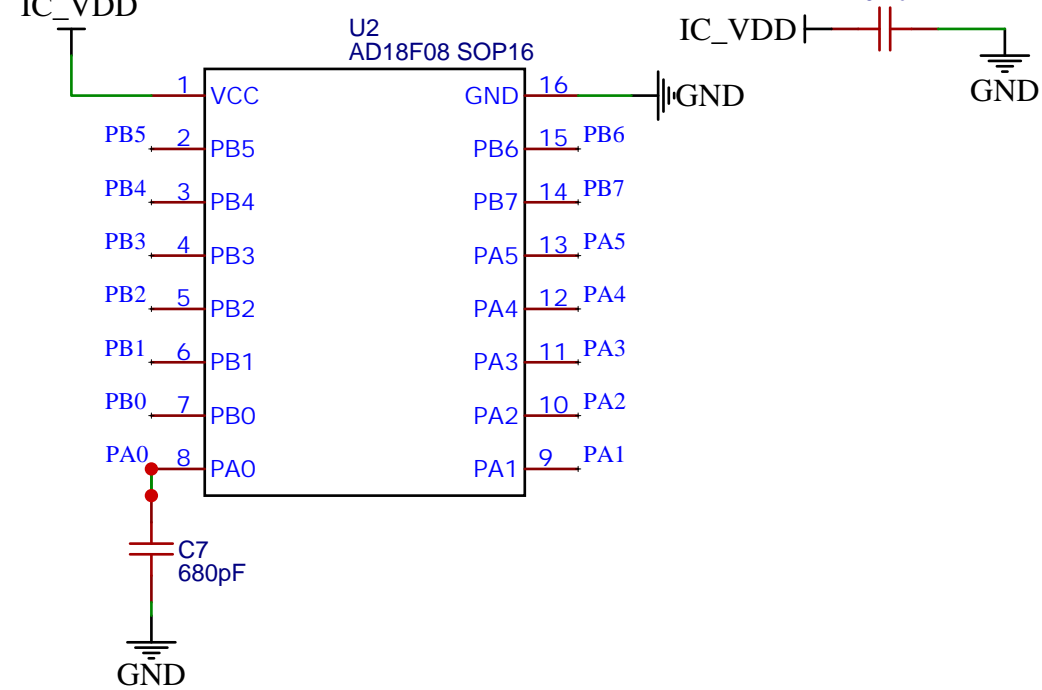 IC_VDD
U2
AD18F08 SOP16
IC_VDD
GND
1 VCC GND 16 GND
PB5 2 PB5 PB6 15 PB6
PB4 3 PB4 PB7 14 PB7
PB3 4 PB3 PA5 13 PA5
PB2 5 PB2 PA4 12 PA4
PB1 6 PB1 PA3 11 PA3
PB0 7 PB0 PA2 10 PA2
PA0 8 PA0 PA1 9 PA1
C7
680pF
GND